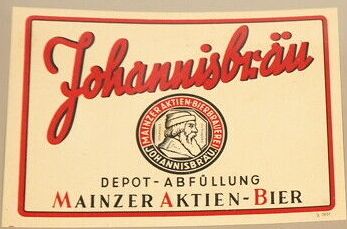 Johannisbräu
MAINZER AKTIEN-BIERBRAUEREI
JOHANNISBRÄU
DEPOT-ABFÜLLUNG
MAINZER AKTIEN-BIER